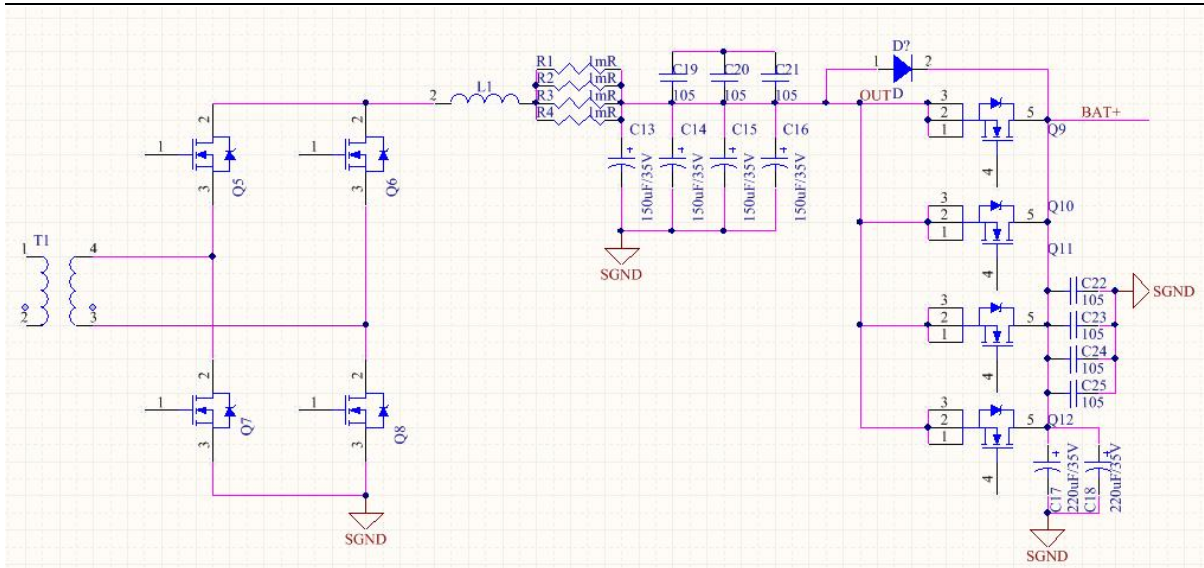 R1 1mR
R2 1mR
R3 1mR
R4 1mR
2 L1
C19 C20 C21
105 105 105
D?
1 2
D
OUT
3
2 5 BAT+
1 Q9
4
2 2
1 1
3 3
Q5 Q6
C13 C14 C15 C16
+ + + +
150uF/35V 150uF/35V 150uF/35V 150uF/35V
SGND
T1
1 4
2 3
3
2 5 Q10
1 Q11
4
C22
105 SGND
3
2 5 C23
1 105
4
C24
105
C25
105
2 2
1 1
3 3
Q7 Q8
SGND
3
2 5 Q12
1
4
+ +
C17 220uF/35V C18 220uF/35V
SGND